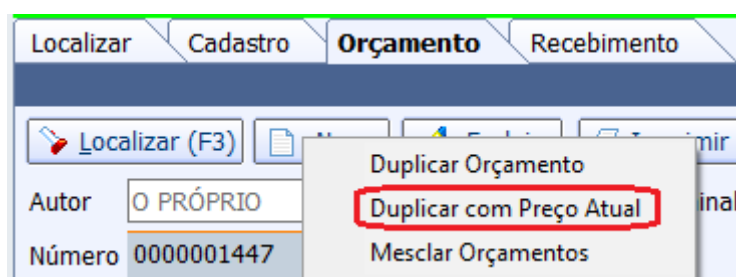 Localizar Cadastro Orçamento Recebimento
Localizar (F3)
Duplicar Orçamento
Autor O PRÓPRIO Duplicar com Preço Atual
Número 0000001447 Mesclar Orçamentos